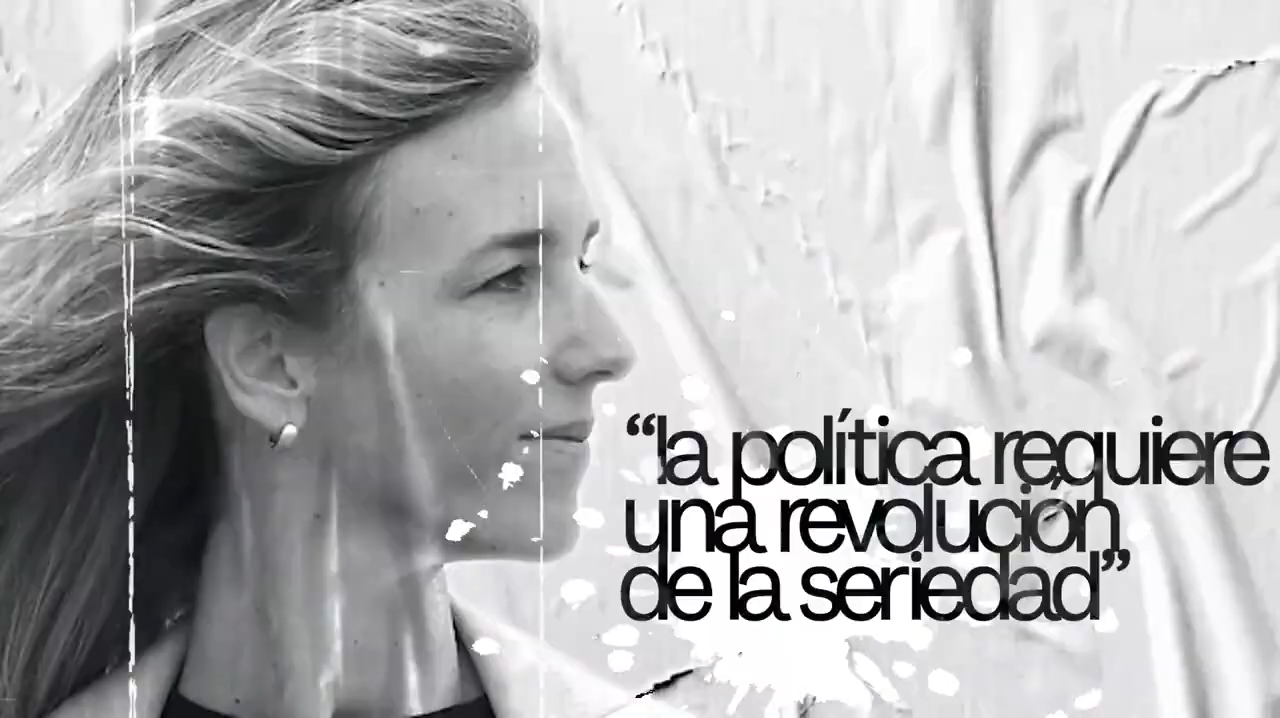 “la política requiere
una revolución
de la seriedad”